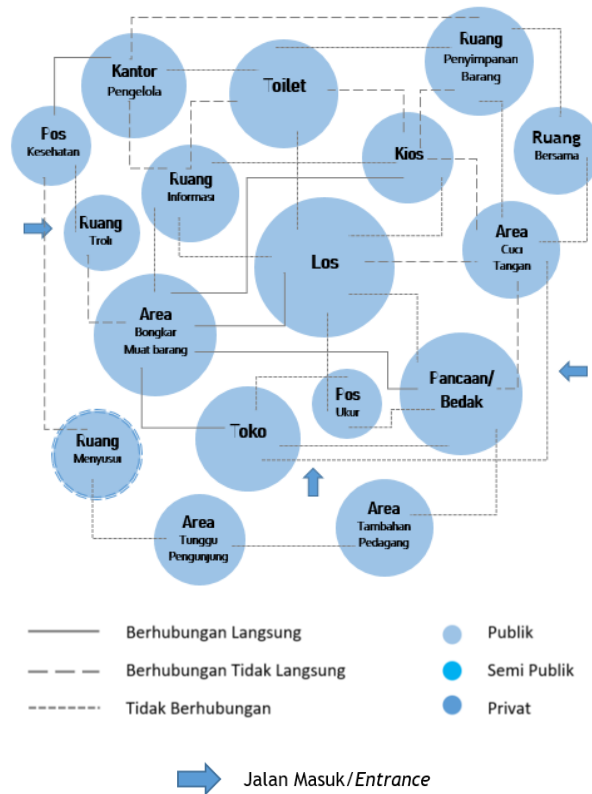 Kantor
Pengelola
Toilet
Ruang
Penyimpanan
Barang
Pos
Kesehatan
Ruang
Informasi
Kios
Ruang
Bersama
Ruang
Troli
Los
Area
Cuci
Tangan
Area
Bongkar
Muat barang
Pancaan/
Bedak
Pos
Ukur
Toko
Ruang
Menyusui
Area
Tunggu
Pengunjung
Area
Tambahan
Pedagang
Berhubungan Langsung
Publik
Berhubungan Tidak Langsung
Semi Publik
Tidak Berhubungan
Privat
Jalan Masuk/Entrance